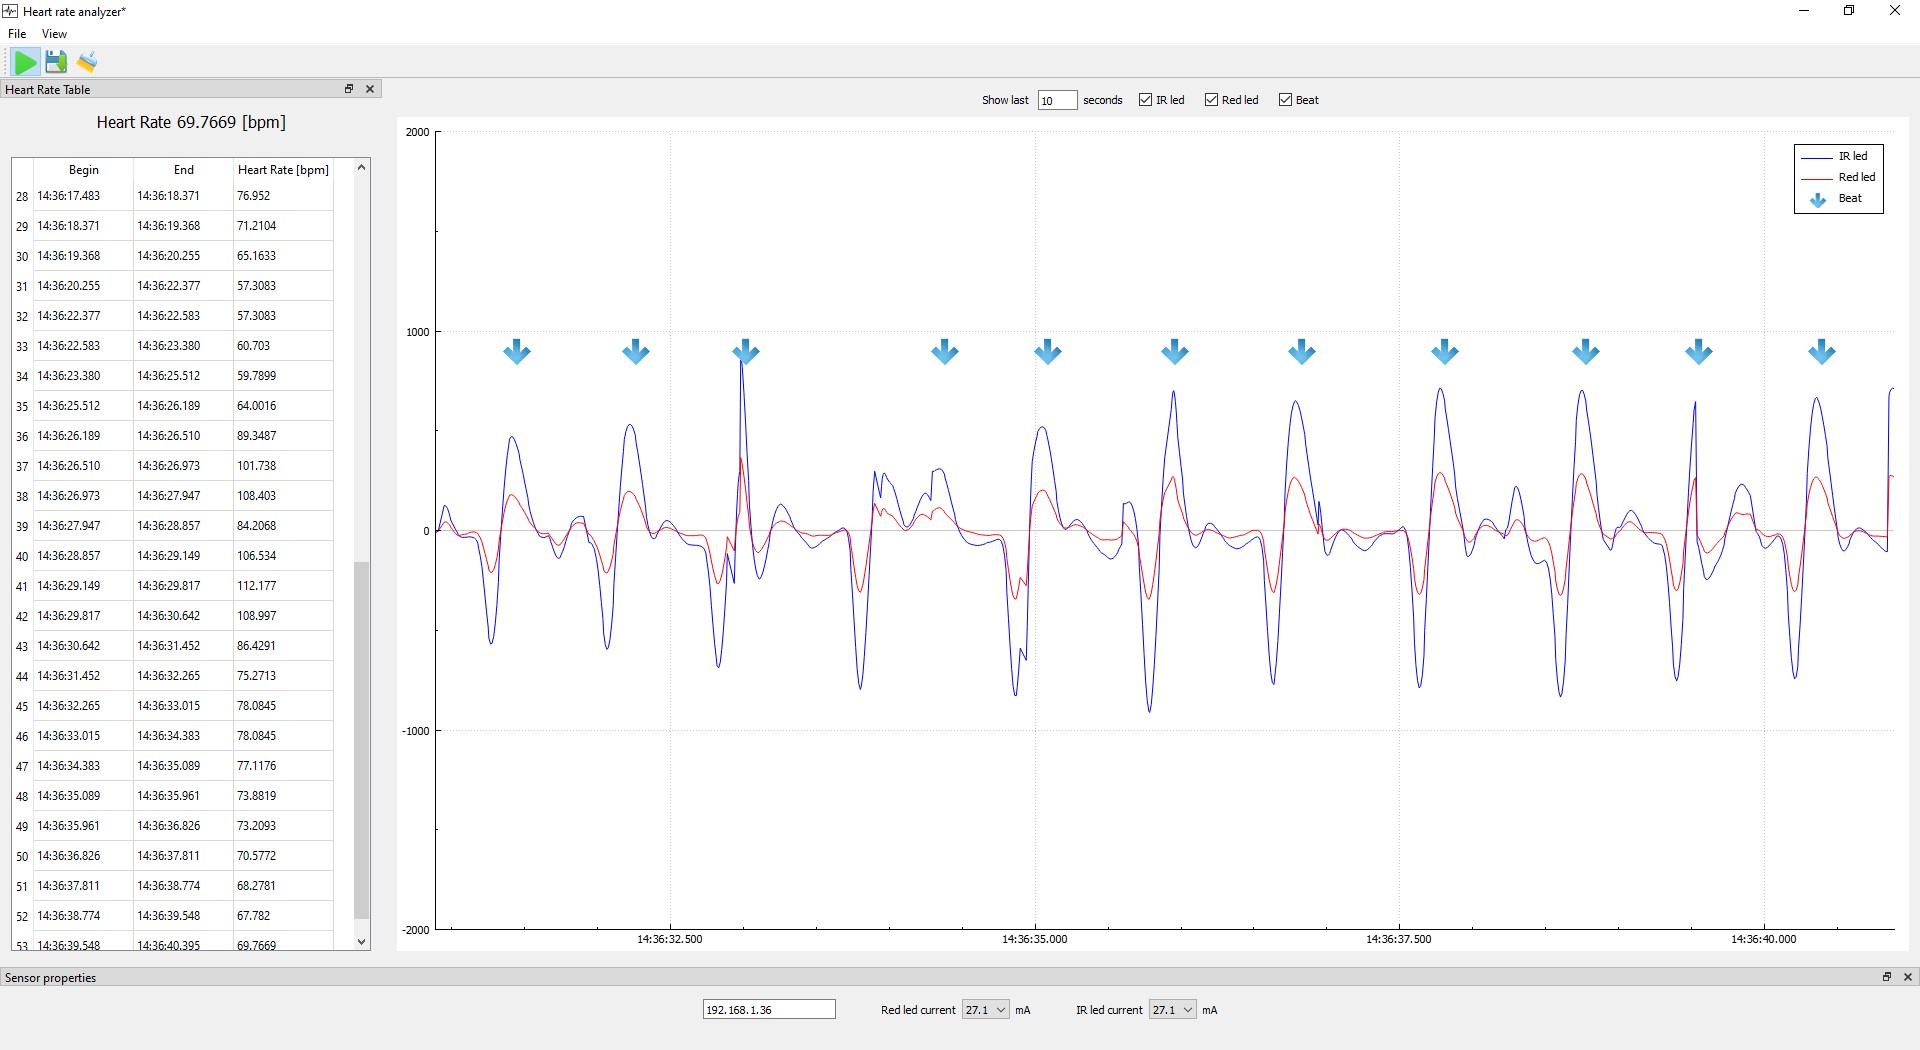 Heart rate analyzer*
File View
Heart Rate Table
Show last 10 seconds IR led Red led Beat
Heart Rate 69.7669 [bpm]
Begin End Heart Rate [bpm]
28 14:36:17.483 14:36:18.371 76.952
29 14:36:18.371 14:36:19.368 71.2104
30 14:36:19.368 14:36:20.255 65.1633
31 14:36:20.255 14:36:22.377 57.3083
32 14:36:22.377 14:36:22.583 57.3083
33 14:36:22.583 14:36:23.380 60.703
34 14:36:23.380 14:36:25.512 59.7899
35 14:36:25.512 14:36:26.189 64.0016
36 14:36:26.189 14:36:26.510 89.3487
37 14:36:26.510 14:36:26.973 101.738
38 14:36:26.973 14:36:27.947 108.403
39 14:36:27.947 14:36:28.857 84.2068
40 14:36:28.857 14:36:29.149 106.534
41 14:36:29.149 14:36:29.817 112.177
42 14:36:29.817 14:36:30.642 108.997
43 14:36:30.642 14:36:31.452 86.4291
44 14:36:31.452 14:36:32.265 75.2713
45 14:36:32.265 14:36:33.015 78.0845
46 14:36:33.015 14:36:34.383 78.0845
47 14:36:34.383 14:36:35.089 77.1176
48 14:36:35.089 14:36:35.961 73.8819
49 14:36:35.961 14:36:36.826 73.2093
50 14:36:36.826 14:36:37.811 70.5772
51 14:36:37.811 14:36:38.774 68.2781
52 14:36:38.774 14:36:39.548 67.782
53 14:36:39.548 14:36:40.395 69.7669
2000
1000
0
-1000
-2000
IR led
Red led
Beat
14:36:32.500 14:36:35.000 14:36:37.500 14:36:40.000
Sensor properties
192.168.1.36 Red led current 27.1 mA IR led current 27.1 mA